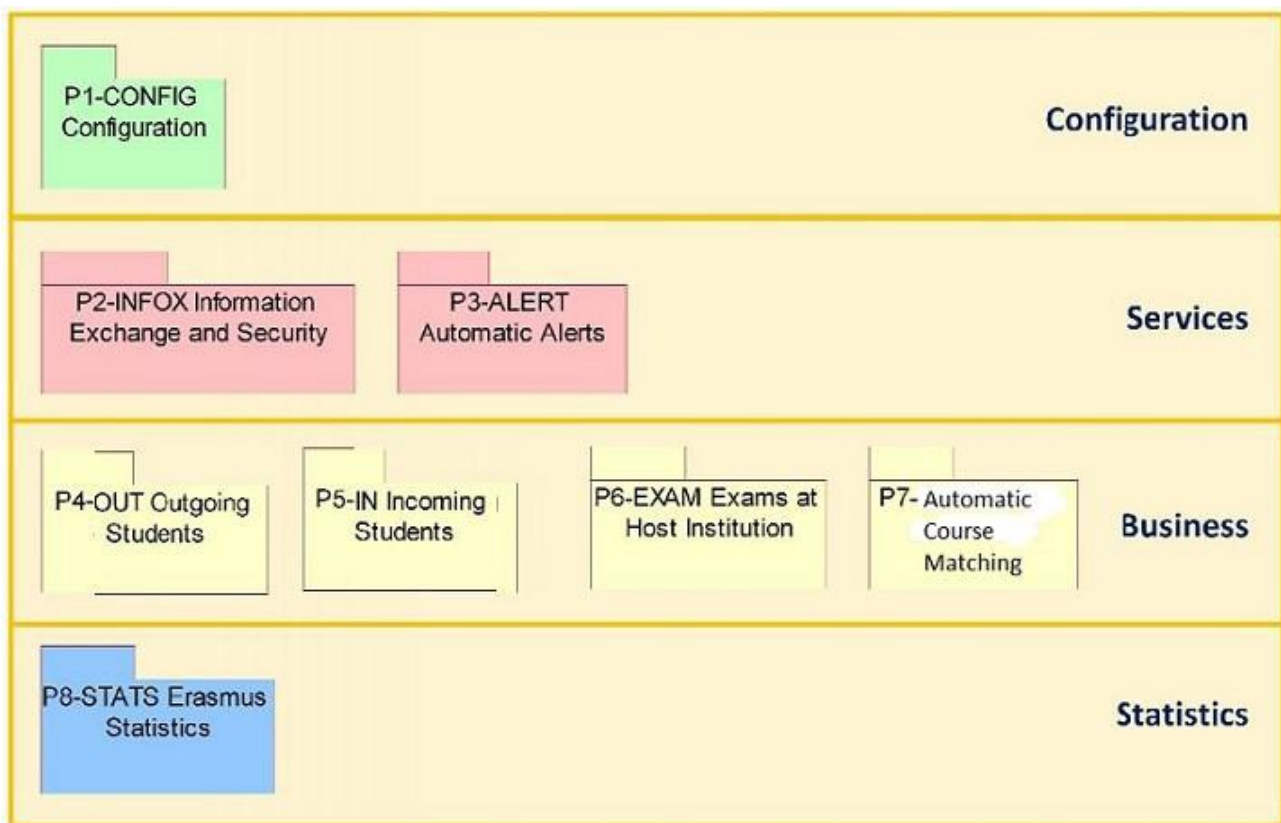 P1-CONFIG
Configuration
Configuration
P2-INFOX Information
Exchange and Security
P3-ALERT
Automatic Alerts
Services
P4-OUT Outgoing
Students
P5-IN Incoming
Students
P6-EXAM Exams at
Host Institution
P7- Automatic
Course
Matching
Business
P8-STATS Erasmus
Statistics
Statistics